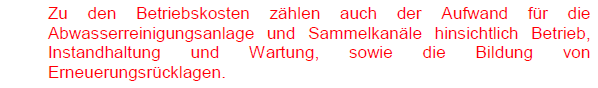 Zu den Betriebskosten zählen auch der Aufwand für die
Abwasserreinigungsanlage und Sammelkanäle hinsichtlich Betrieb,
Instandhaltung und Wartung, sowie die Bildung von
Erneuerungsrücklagen.